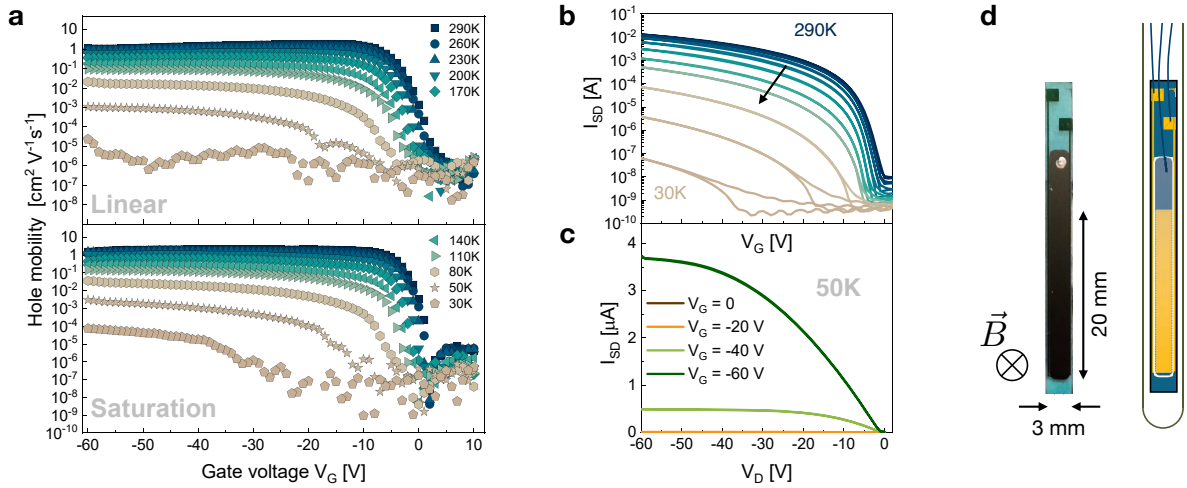 a
Hole mobility [cm² V⁻¹s⁻¹]
10
1
10⁻¹
10⁻²
10⁻³
10⁻⁴
10⁻⁵
10⁻⁶
10⁻⁷
10⁻⁸
290K
260K
230K
200K
170K
Linear
10
1
10⁻¹
10⁻²
10⁻³
10⁻⁴
10⁻⁵
10⁻⁶
10⁻⁷
10⁻⁸
10⁻⁹
10⁻¹⁰
140K
110K
80K
50K
30K
Saturation
-60 -50 -40 -30 -20 -10 0 10
Gate voltage V_G [V]
b
I_SD [A]
10⁻¹
10⁻²
10⁻³
10⁻⁴
10⁻⁵
10⁻⁶
10⁻⁷
10⁻⁸
10⁻⁹
10⁻¹⁰
290K
30K
V_G [V]
c
I_SD [μA]
4
3
2
1
0
50K
V_G = 0
V_G = -20 V
V_G = -40 V
V_G = -60 V
-60 -50 -40 -30 -20 -10 0
V_D [V]
d
B⃗
20 mm
3 mm